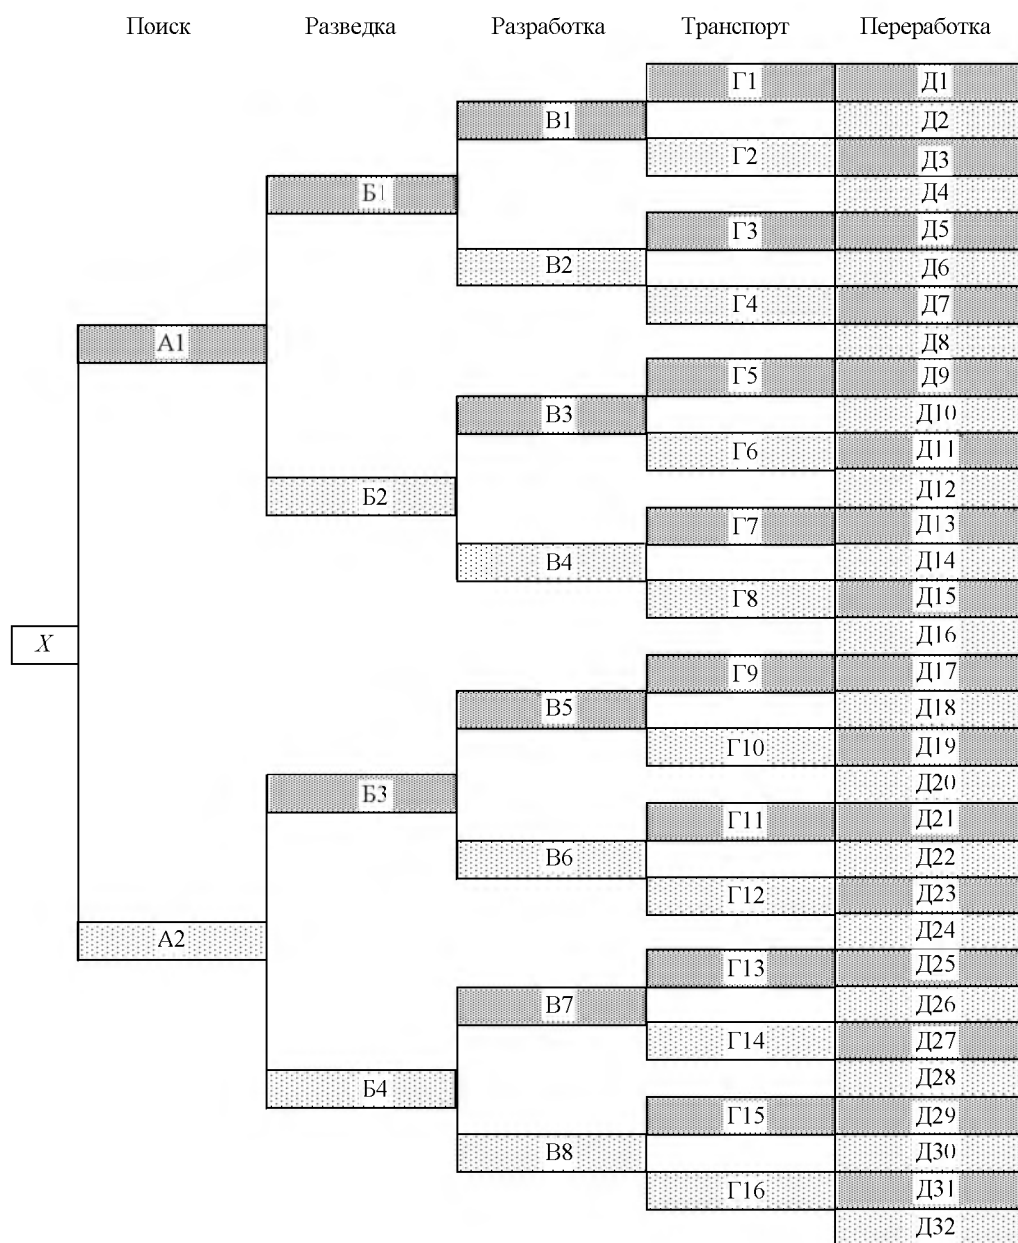 Поиск Разведка Разработка Транспорт Переработка
Г1 Д1
В1 Д2
Г2 Д3
Б1 Д4
Г3 Д5
В2 Д6
Г4 Д7
А1 Д8
Г5 Д9
В3 Д10
Г6 Д11
Б2 Д12
Г7 Д13
В4 Д14
Г8 Д15
X Д16
Г9 Д17
В5 Д18
Г10 Д19
Б3 Д20
Г11 Д21
В6 Д22
Г12 Д23
А2 Д24
Г13 Д25
В7 Д26
Г14 Д27
Б4 Д28
Г15 Д29
В8 Д30
Г16 Д31
Д32